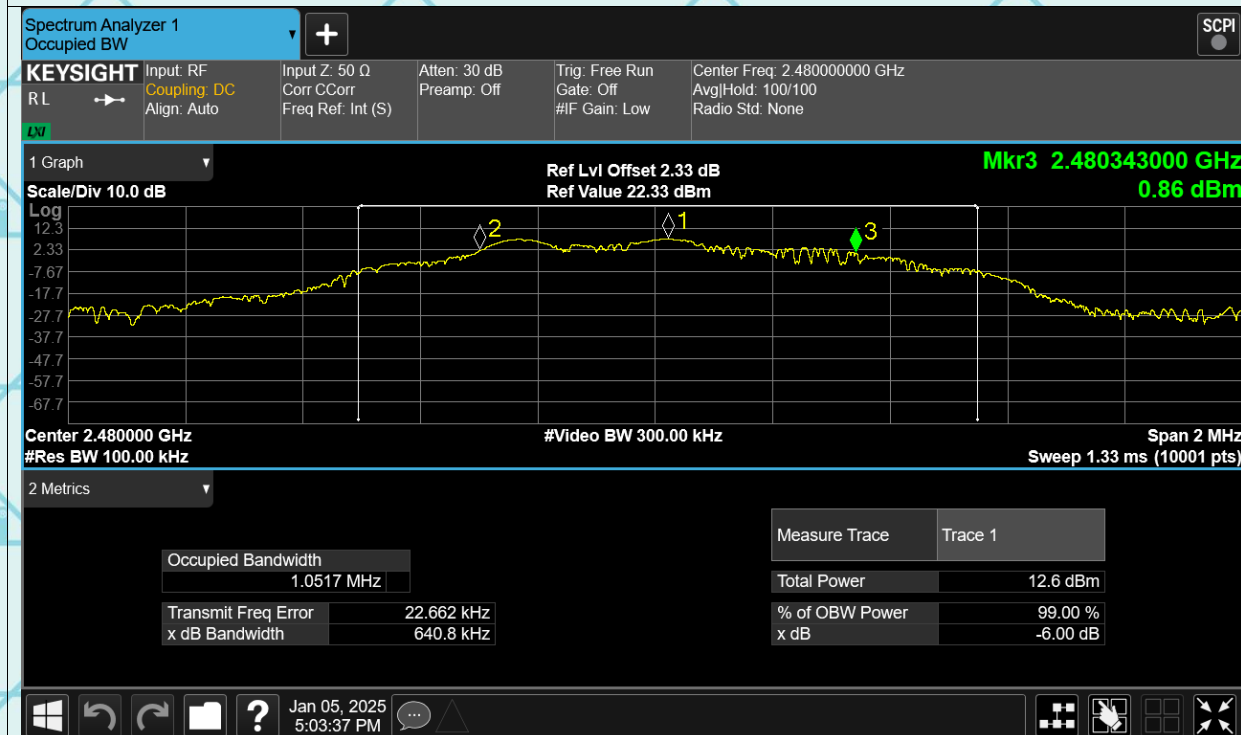 Spectrum Analyzer 1
Occupied BW
+
SCPI
KEYSIGHT
RL
LXI
Input: RF
Coupling: DC
Align: Auto
Input Z: 50 Ω
Corr CCorr
Freq Ref: Int (S)
Atten: 30 dB
Preamp: Off
Trig: Free Run
Gate: Off
#IF Gain: Low
Center Freq: 2.480000000 GHz
Avg|Hold: 100/100
Radio Std: None
1 Graph
Scale/Div 10.0 dB
Ref Lvl Offset 2.33 dB
Ref Value 22.33 dBm
Mkr3 2.480343000 GHz
0.86 dBm
Log
12.3
2.33
-7.67
-17.7
-27.7
-37.7
-47.7
-57.7
-67.7
2
1
3
Center 2.480000 GHz
#Video BW 300.00 kHz
Span 2 MHz
#Res BW 100.00 kHz
Sweep 1.33 ms (10001 pts)
2 Metrics
Occupied Bandwidth
1.0517 MHz
Transmit Freq Error 22.662 kHz
x dB Bandwidth 640.8 kHz
Measure Trace Trace 1
Total Power 12.6 dBm
% of OBW Power 99.00 %
x dB -6.00 dB
?
Jan 05, 2025
5:03:37 PM